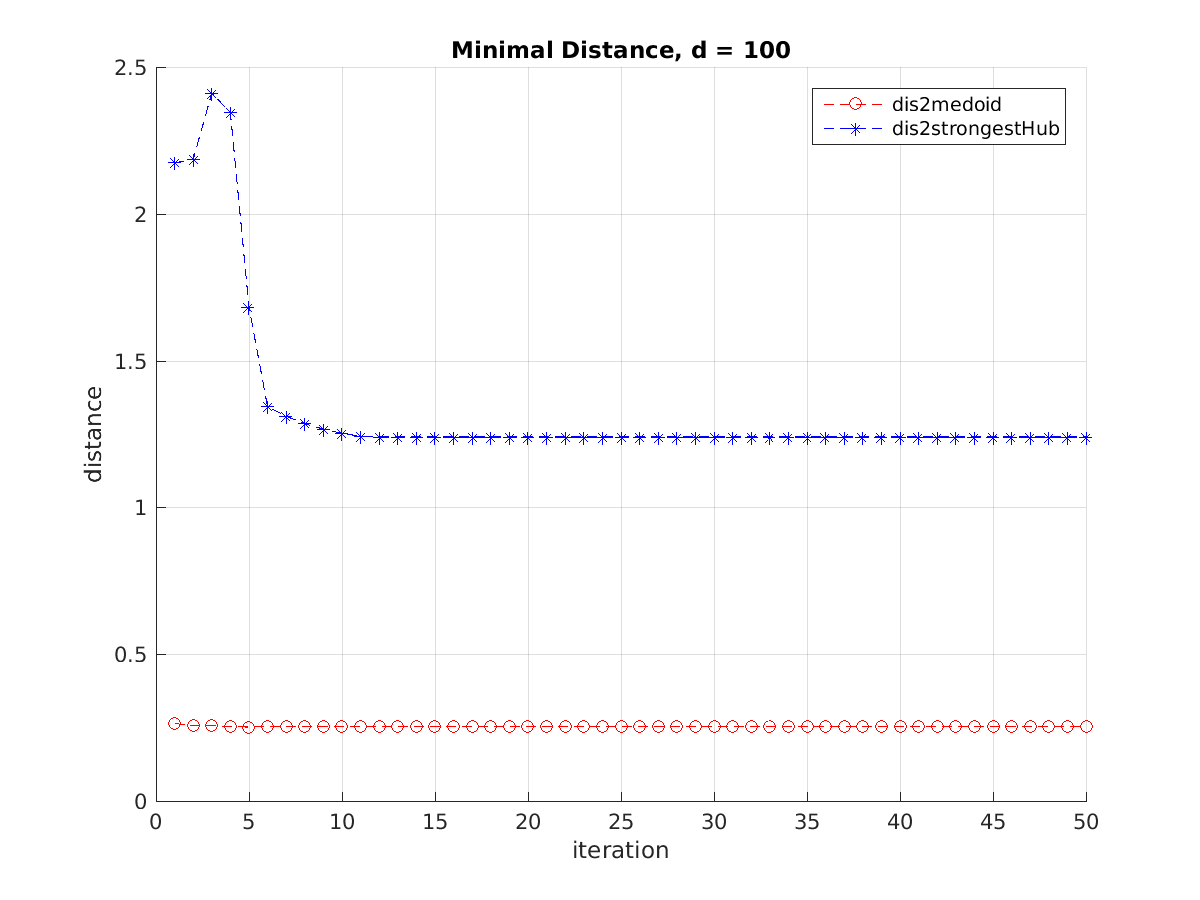 Minimal Distance, d = 100
2.5
2
1.5
1
0.5
0
distance
dis2medoid
dis2strongestHub
0 5 10 15 20 25 30 35 40 45 50
iteration